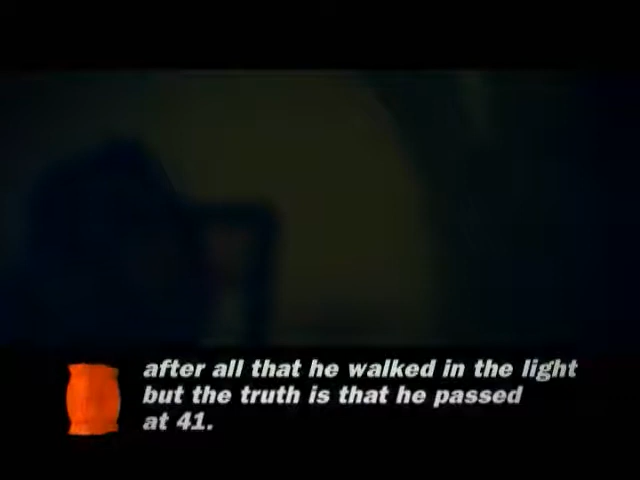 after all that he walked in the light
but the truth is that he passed
at 41.